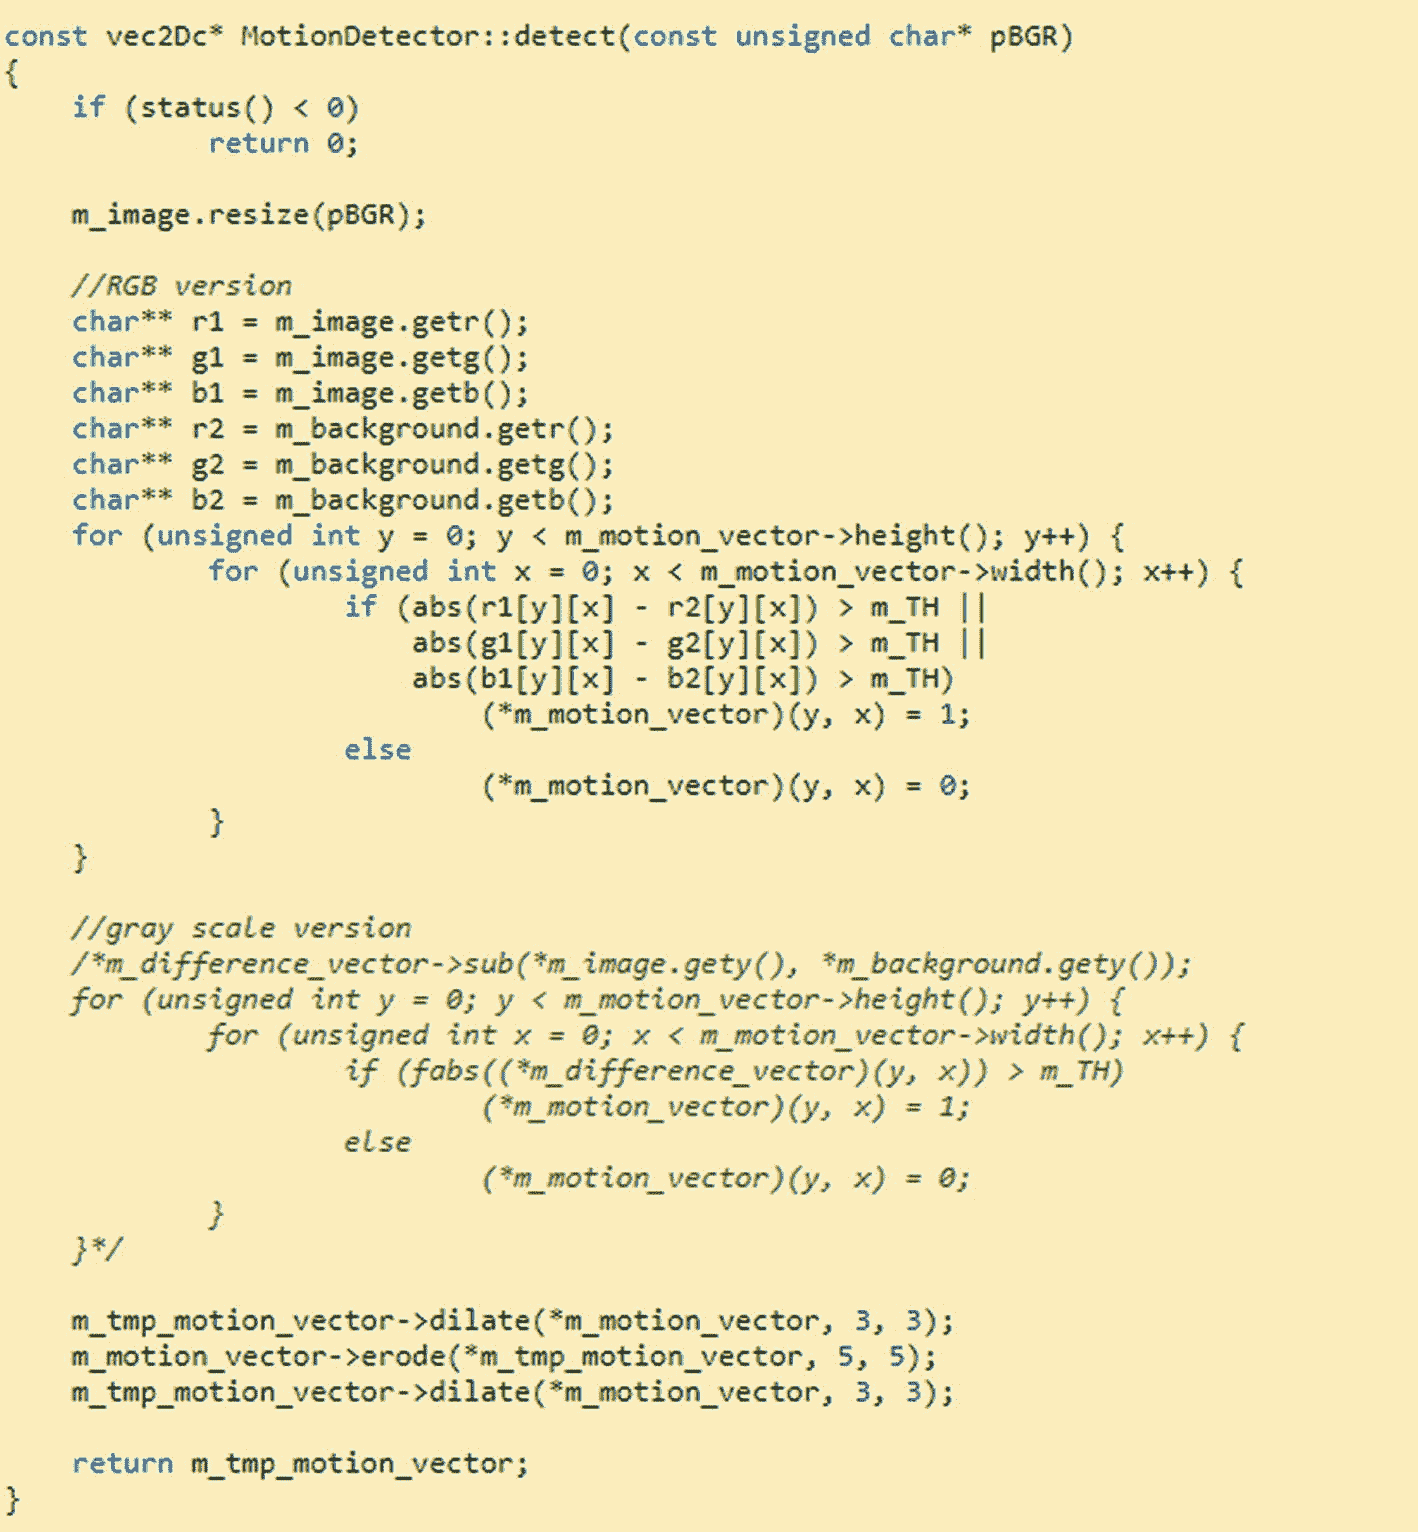 const vec2Dc* MotionDetector::detect(const unsigned char* pBGR)
{
    if (status() < 0)
            return 0;

    m_image.resize(pBGR);

    //RGB version
    char** r1 = m_image.getr();
    char** g1 = m_image.getg();
    char** b1 = m_image.getb();
    char** r2 = m_background.getr();
    char** g2 = m_background.getg();
    char** b2 = m_background.getb();
    for (unsigned int y = 0; y < m_motion_vector->height(); y++) {
            for (unsigned int x = 0; x < m_motion_vector->width(); x++) {
                    if (abs(r1[y][x] - r2[y][x]) > m_TH ||
                        abs(g1[y][x] - g2[y][x]) > m_TH ||
                        abs(b1[y][x] - b2[y][x]) > m_TH)
                            (*m_motion_vector)(y, x) = 1;
                    else
                            (*m_motion_vector)(y, x) = 0;
            }
    }

    //gray scale version
    /*m_difference_vector->sub(*m_image.gety(), *m_background.gety());
    for (unsigned int y = 0; y < m_motion_vector->height(); y++) {
            for (unsigned int x = 0; x < m_motion_vector->width(); x++) {
                    if (fabs((*m_difference_vector)(y, x)) > m_TH)
                            (*m_motion_vector)(y, x) = 1;
                    else
                            (*m_motion_vector)(y, x) = 0;
            }
    }*/

    m_tmp_motion_vector->dilate(*m_motion_vector, 3, 3);
    m_motion_vector->erode(*m_tmp_motion_vector, 5, 5);
    m_tmp_motion_vector->dilate(*m_motion_vector, 3, 3);

    return m_tmp_motion_vector;
}